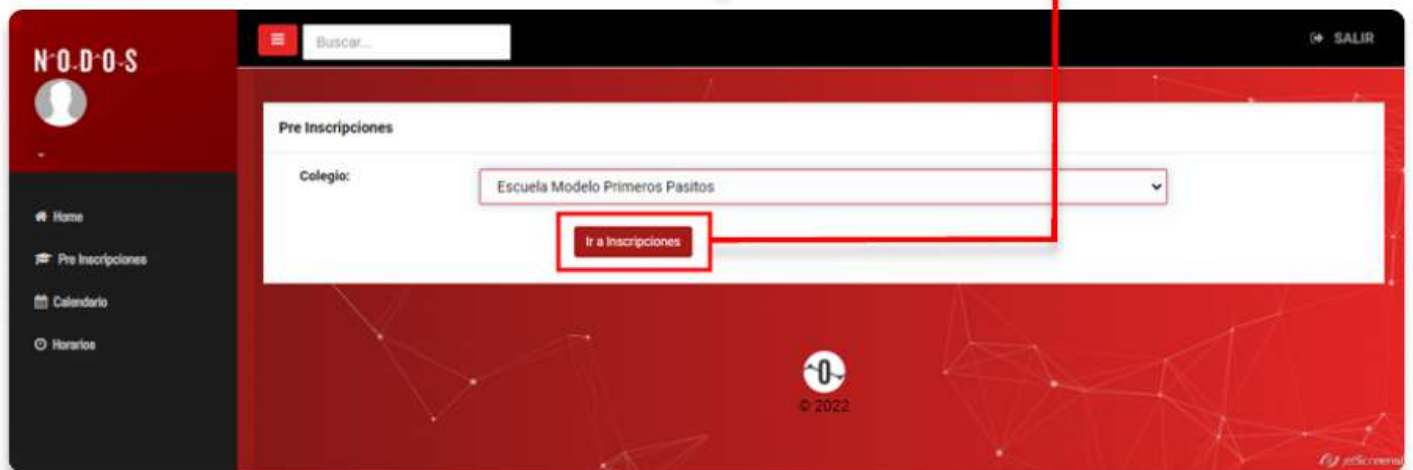 N-O-D-O-S
Buscar...
SALIR
Pre Inscripciones
Colegio:
Escuela Modelo Primeros Pasitos
Ir a Inscripciones
Home
Pre Inscripciones
Calendario
Horarios
© 2022